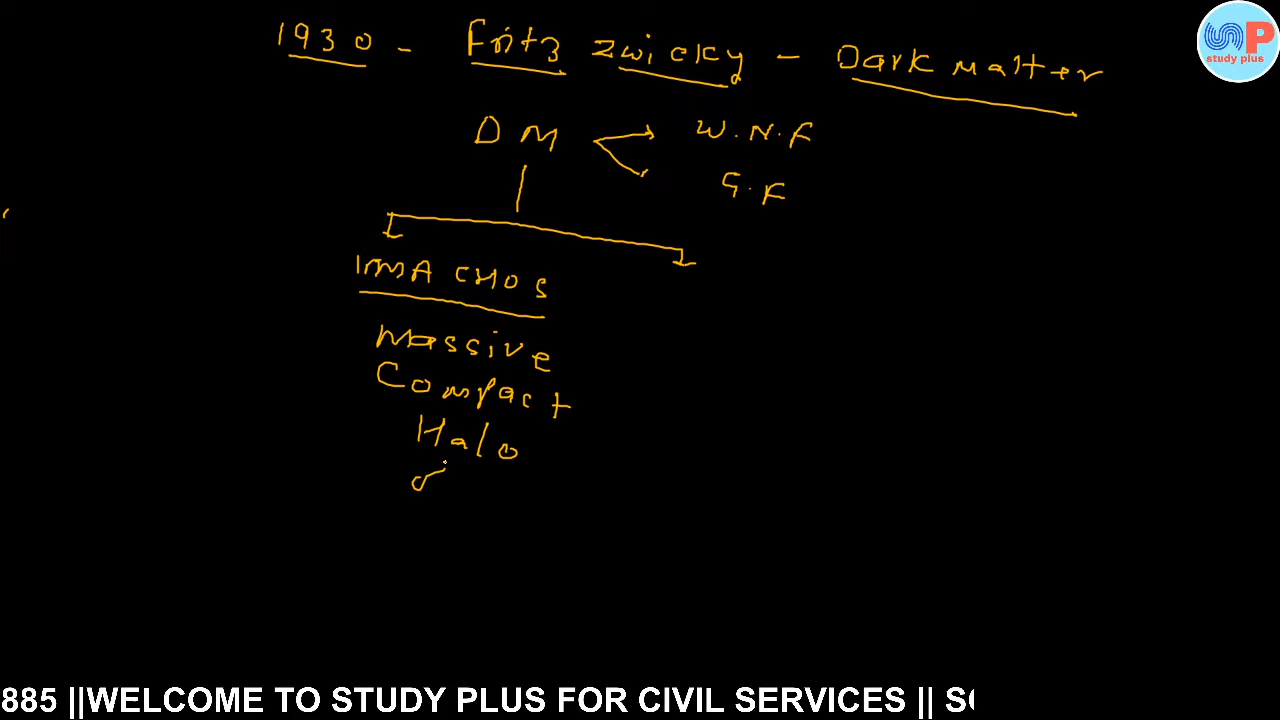 1930 - Fritz Zwicky - Dark Matter
SP
study plus
DM
W.N.F
G.F
MACHOS
Massive
Compact
Halo
885 ||WELCOME TO STUDY PLUS FOR CIVIL SERVICES ||